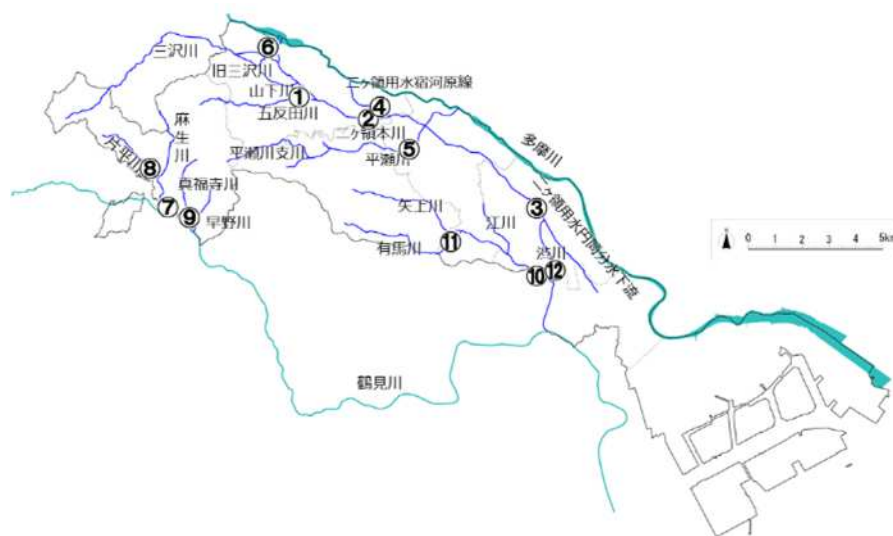 ⑥
三沢川
旧三沢川
二ヶ領用水宿河原線
山下川
①
④
五反田川
②
麻生川
二ヶ領本川
⑤
多摩川
片平川
平瀬川支川
平瀬川
⑧
真福寺川
⑦
⑨
早野川
矢上川
③
江川
二ヶ領用水円筒分水下流
⑪
有馬川
渋川
⑩
⑫
0 1 2 3 4 5km
鶴見川